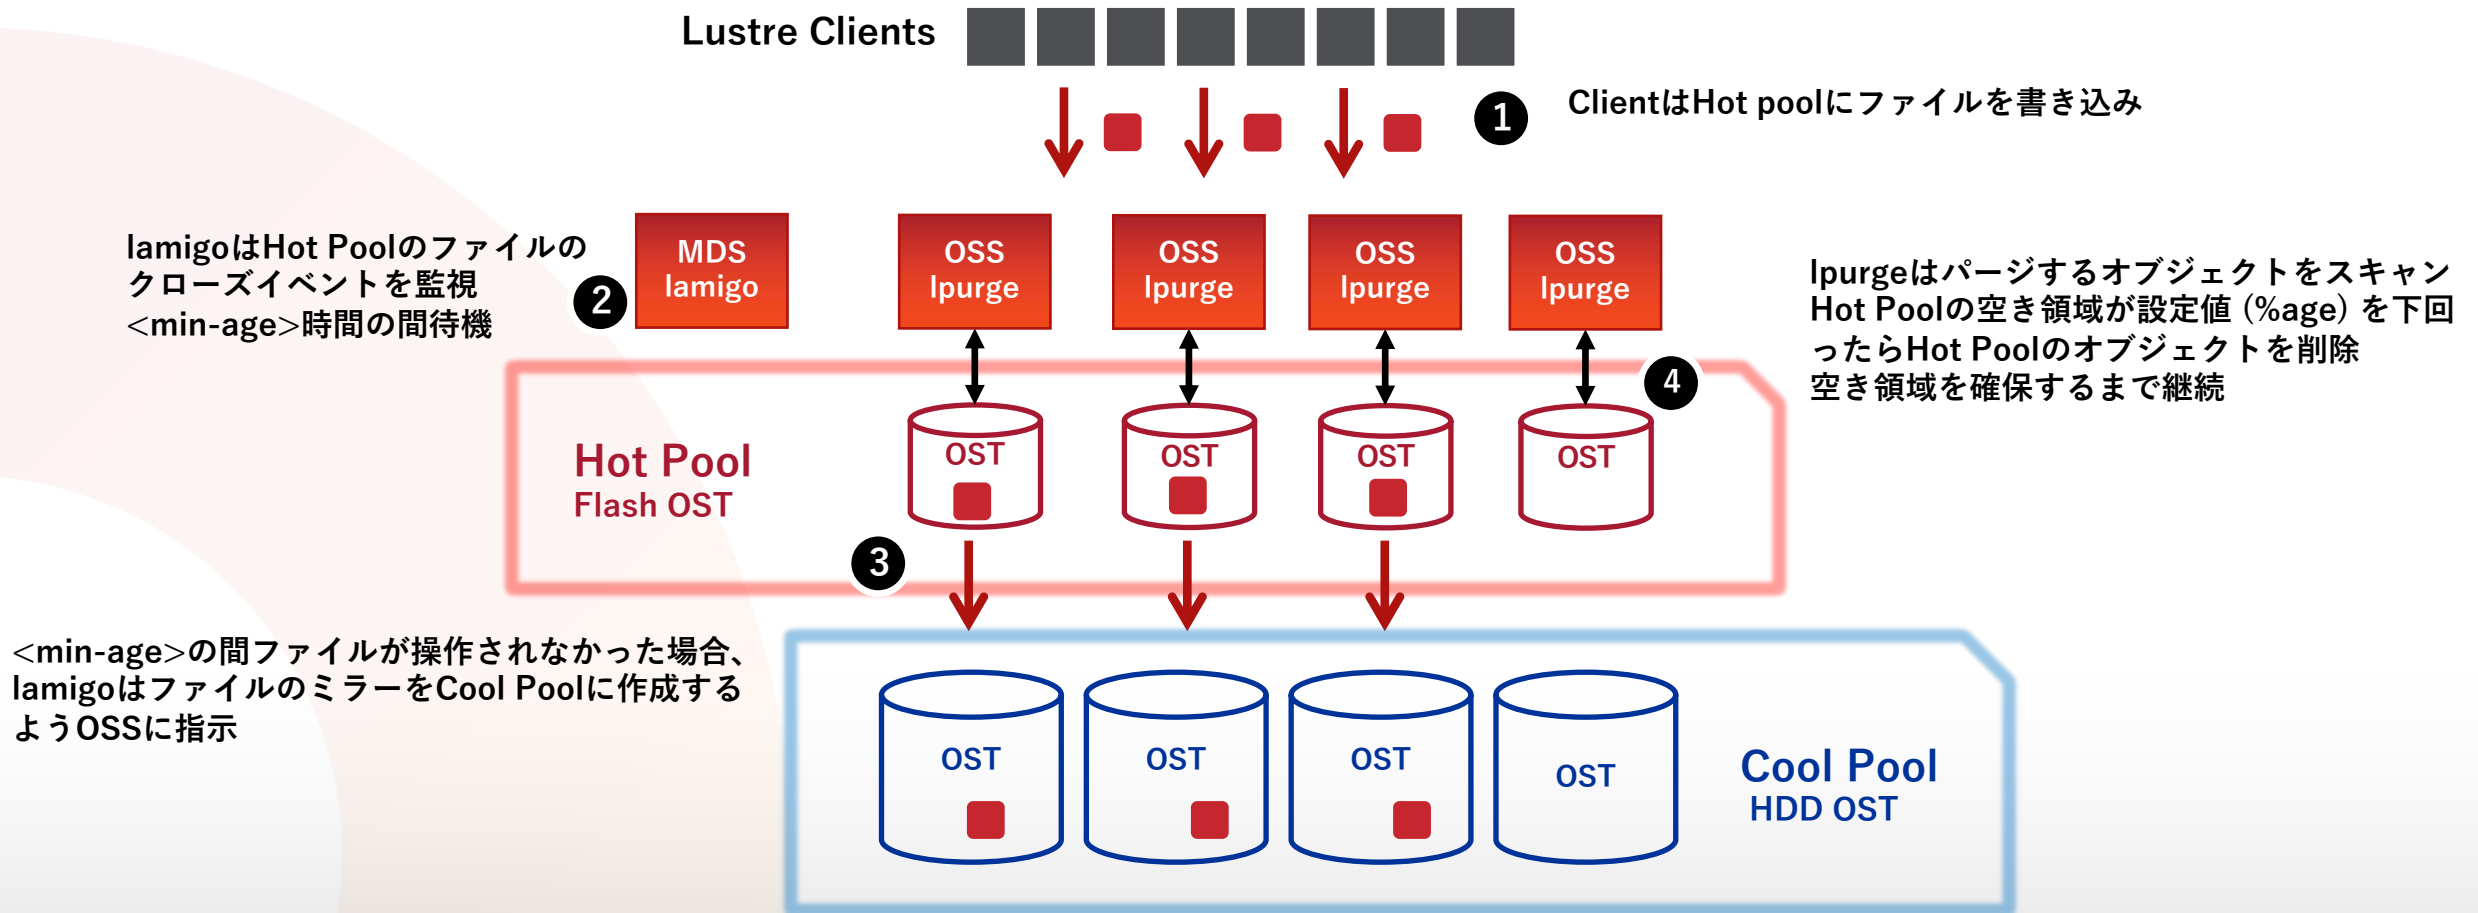 Lustre Clients
1
ClientはHot poolにファイルを書き込み
lamigoはHot Poolのファイルの
クローズイベントを監視
<min-age>時間の間待機
2
MDS
lamigo
OSS
lpurge
OSS
lpurge
OSS
lpurge
OSS
lpurge
lpurgeはパージするオブジェクトをスキャン
Hot Poolの空き領域が設定値 (%age) を下回
ったらHot Poolのオブジェクトを削除
空き領域を確保するまで継続
4
Hot Pool
Flash OST
OST
OST
OST
OST
3
<min-age>の間ファイルが操作されなかった場合、
lamigoはファイルのミラーをCool Poolに作成する
ようOSSに指示
OST
OST
OST
OST
Cool Pool
HDD OST